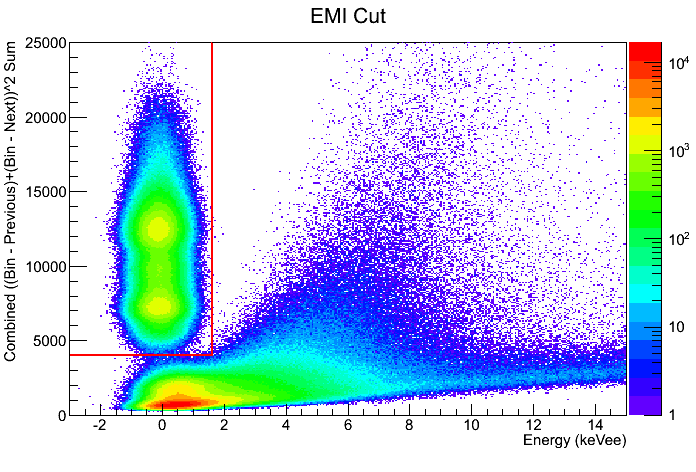 EMI Cut
Combined ((Bin - Previous)+(Bin - Next))^2 Sum
25000
20000
15000
10000
5000
0
-2 0 2 4 6 8 10 12 14
Energy (keVee)
10^4
10^3
10^2
10
1